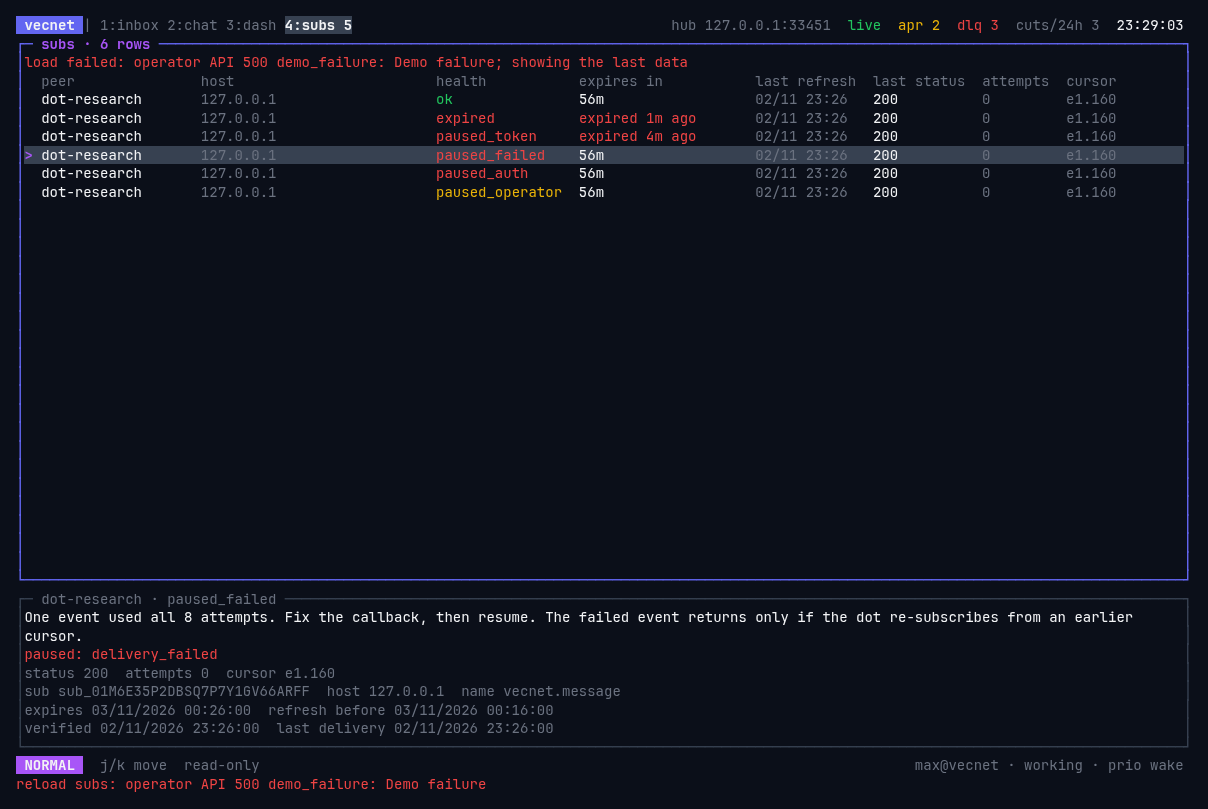 vecnet | 1:inbox 2:chat 3:dash 4:subs 5 hub 127.0.0.1:33451 live apr 2 dlq 3 cuts/24h 3 23:29:03
subs · 6 rows
load failed: operator API 500 demo_failure: Demo failure; showing the last data
peer host health expires in last refresh last status attempts cursor
dot-research 127.0.0.1 ok 56m 02/11 23:26 200 0 e1.160
dot-research 127.0.0.1 expired expired 1m ago 02/11 23:26 200 0 e1.160
dot-research 127.0.0.1 paused_token expired 4m ago 02/11 23:26 200 0 e1.160
> dot-research 127.0.0.1 paused_failed 56m 02/11 23:26 200 0 e1.160
dot-research 127.0.0.1 paused_auth 56m 02/11 23:26 200 0 e1.160
dot-research 127.0.0.1 paused_operator 56m 02/11 23:26 200 0 e1.160
dot-research · paused_failed
One event used all 8 attempts. Fix the callback, then resume. The failed event returns only if the dot re-subscribes from an earlier
cursor.
paused: delivery_failed
status 200 attempts 0 cursor e1.160
sub sub_01M6E35P2DBSQ7P7Y1GV66ARFF host 127.0.0.1 name vecnet.message
expires 03/11/2026 00:26:00 refresh before 03/11/2026 00:16:00
verified 02/11/2026 23:26:00 last delivery 02/11/2026 23:26:00
NORMAL j/k move read-only max@vecnet · working · prio wake
reload subs: operator API 500 demo_failure: Demo failure